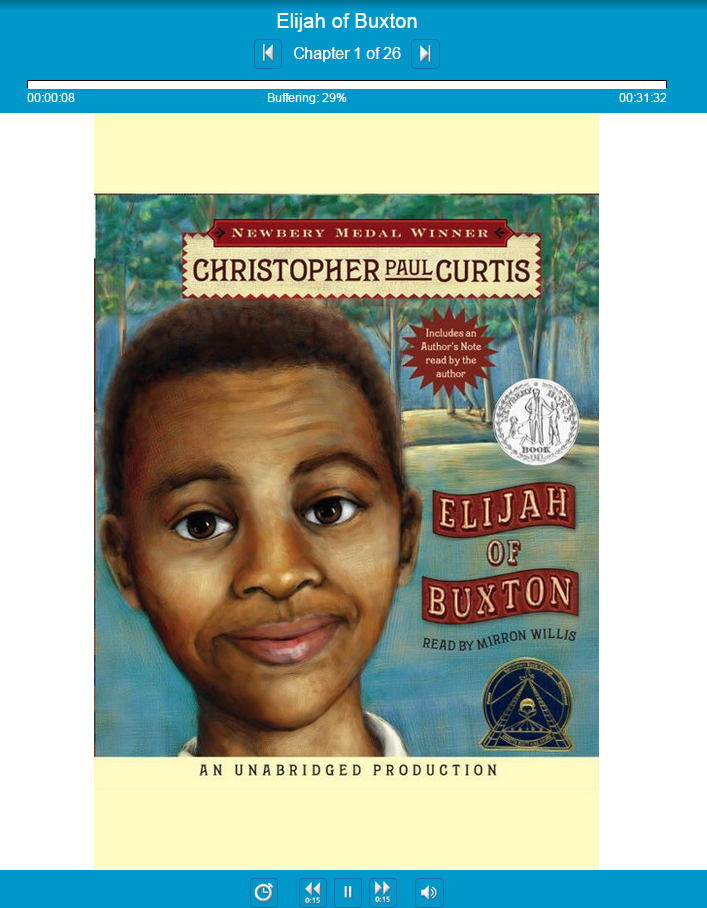 Elijah of Buxton
Chapter 1 of 26
00:00:08
Buffering: 29%
00:31:32
NEWBERY MEDAL WINNER
CHRISTOPHER PAUL CURTIS
Includes an
Author's Note
read by the
author
NEWBERY HONOR
BOOK
ELIJAH
OF
BUXTON
READ BY MIRRON WILLIS
AN UNABRIDGED PRODUCTION
0:15
0:15